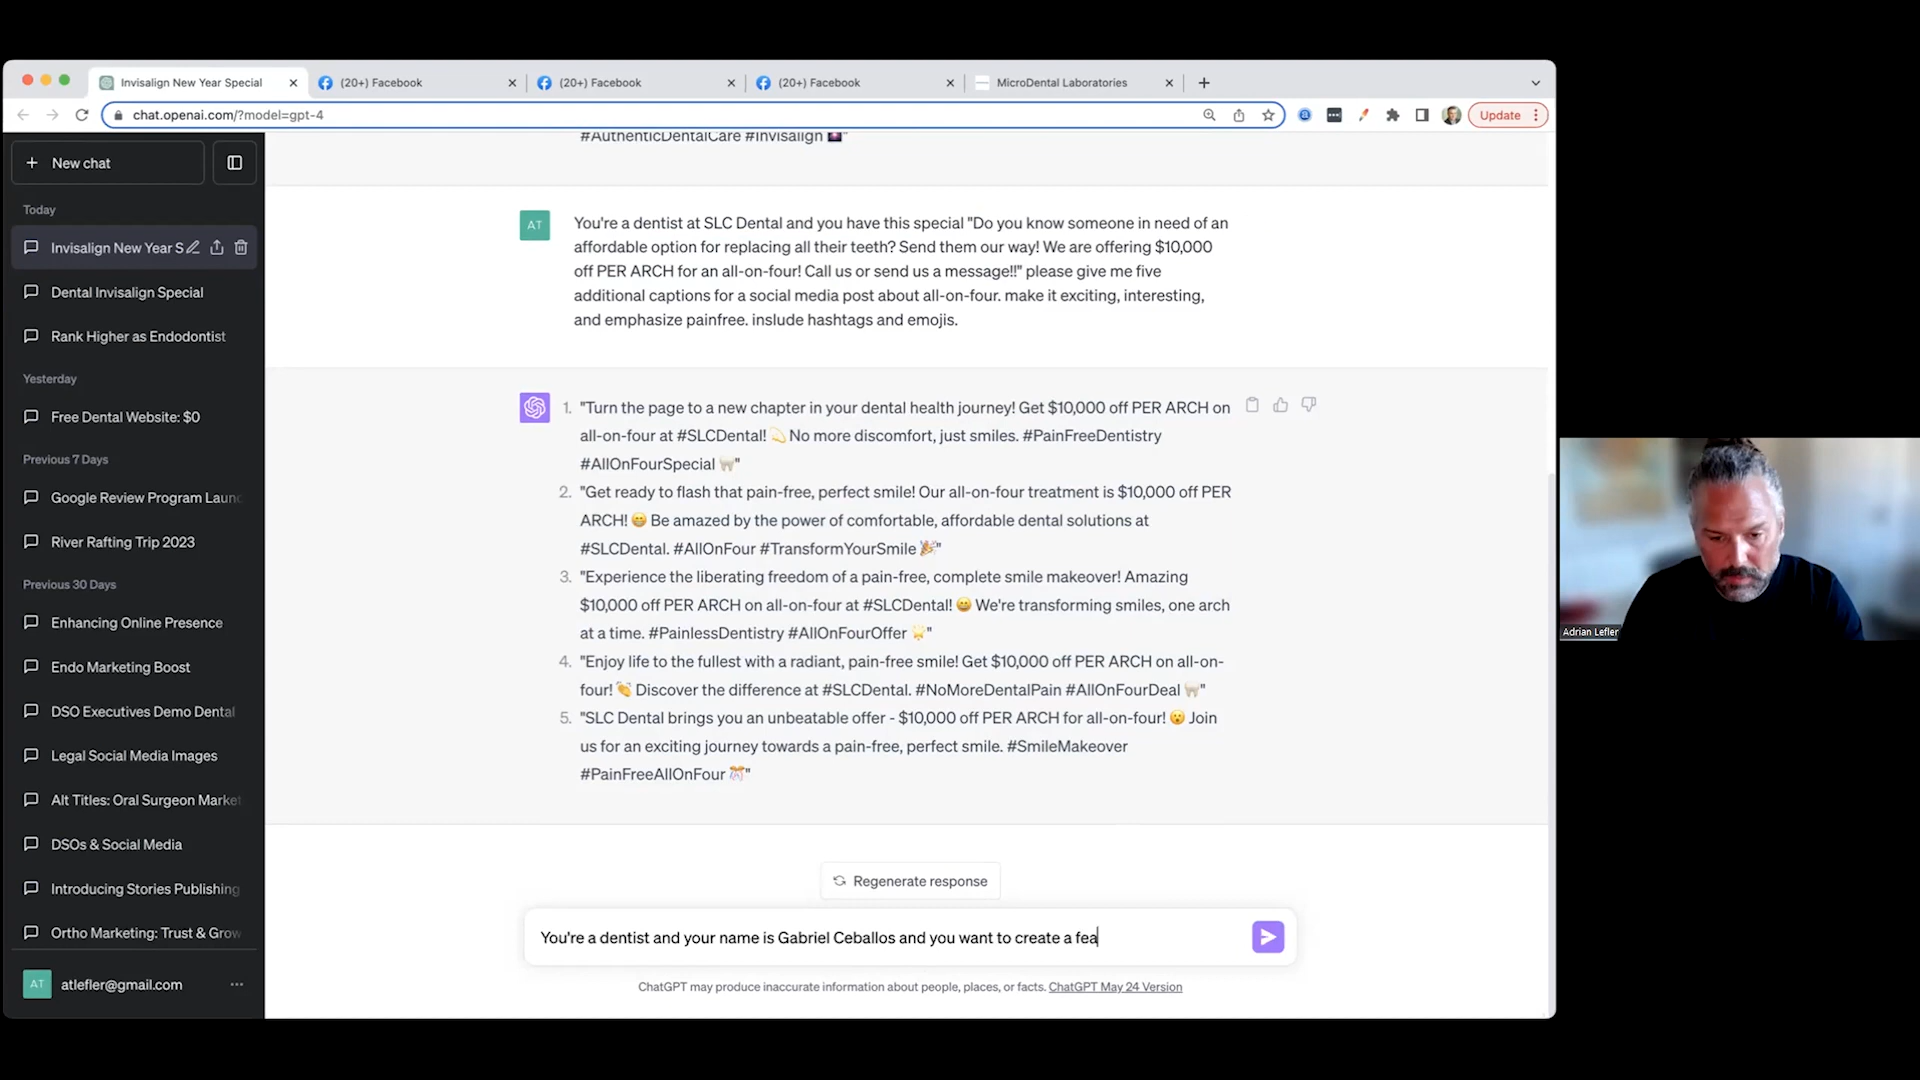 Invisalign New Year Special
(20+) Facebook
(20+) Facebook
(20+) Facebook
MicroDental Laboratories
chat.openai.com/?model=gpt-4
Update
New chat
Today
Invisalign New Year S
Dental Invisalign Special
Rank Higher as Endodontist
Yesterday
Free Dental Website: $0
Previous 7 Days
Google Review Program Laun
River Rafting Trip 2023
Previous 30 Days
Enhancing Online Presence
Endo Marketing Boost
DSO Executives Demo Dental
Legal Social Media Images
Alt Titles: Oral Surgeon Market
DSOs & Social Media
Introducing Stories Publishing
Ortho Marketing: Trust & Grow
AT
atlefler@gmail.com
#AuthenticDentalCare #Invisalign 🌠"
AT
You're a dentist at SLC Dental and you have this special "Do you know someone in need of an
affordable option for replacing all their teeth? Send them our way! We are offering $10,000
off PER ARCH for an all-on-four! Call us or send us a message!!" please give me five
additional captions for a social media post about all-on-four. make it exciting, interesting,
and emphasize painfree. include hashtags and emojis.
1. "Turn the page to a new chapter in your dental health journey! Get $10,000 off PER ARCH on
all-on-four at #SLCDental! 💫 No more discomfort, just smiles. #PainFreeDentistry
#AllOnFourSpecial 🦷"
2. "Get ready to flash that pain-free, perfect smile! Our all-on-four treatment is $10,000 off PER
ARCH! 😁 Be amazed by the power of comfortable, affordable dental solutions at
#SLCDental. #AllOnFour #TransformYourSmile 🎉"
3. "Experience the liberating freedom of a pain-free, complete smile makeover! Amazing
$10,000 off PER ARCH on all-on-four at #SLCDental! 😄 We're transforming smiles, one arch
at a time. #PainlessDentistry #AllOnFourOffer 🌟"
4. "Enjoy life to the fullest with a radiant, pain-free smile! Get $10,000 off PER ARCH on all-on-
four! 👏 Discover the difference at #SLCDental. #NoMoreDentalPain #AllOnFourDeal 🦷"
5. "SLC Dental brings you an unbeatable offer - $10,000 off PER ARCH for all-on-four! 😮 Join
us for an exciting journey towards a pain-free, perfect smile. #SmileMakeover
#PainFreeAllOnFour 🎊"
Regenerate response
You're a dentist and your name is Gabriel Ceballos and you want to create a fea
ChatGPT may produce inaccurate information about people, places, or facts. ChatGPT May 24 Version
Adrian Lefler